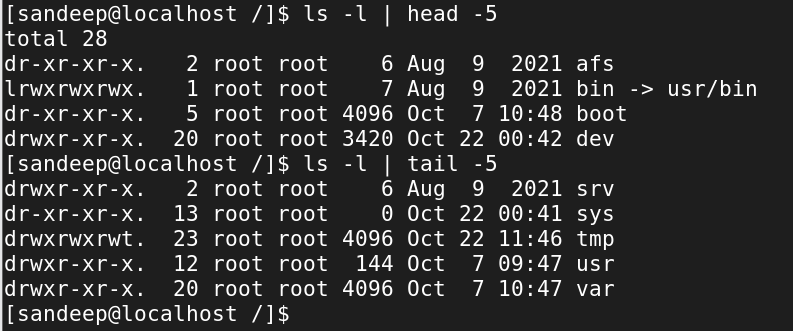 [sandeep@localhost /]$ ls -l | head -5
total 28
dr-xr-xr-x.   2 root root    6 Aug  9  2021 afs
lrwxrwxrwx.   1 root root    7 Aug  9  2021 bin -> usr/bin
dr-xr-xr-x.   5 root root 4096 Oct  7 10:48 boot
drwxr-xr-x.  20 root root 3420 Oct 22 00:42 dev
[sandeep@localhost /]$ ls -l | tail -5
drwxr-xr-x.   2 root root    6 Aug  9  2021 srv
dr-xr-xr-x.  13 root root    0 Oct 22 00:41 sys
drwxrwxrwt.  23 root root 4096 Oct 22 11:46 tmp
drwxr-xr-x.  12 root root  144 Oct  7 09:47 usr
drwxr-xr-x.  20 root root 4096 Oct  7 10:47 var
[sandeep@localhost /]$